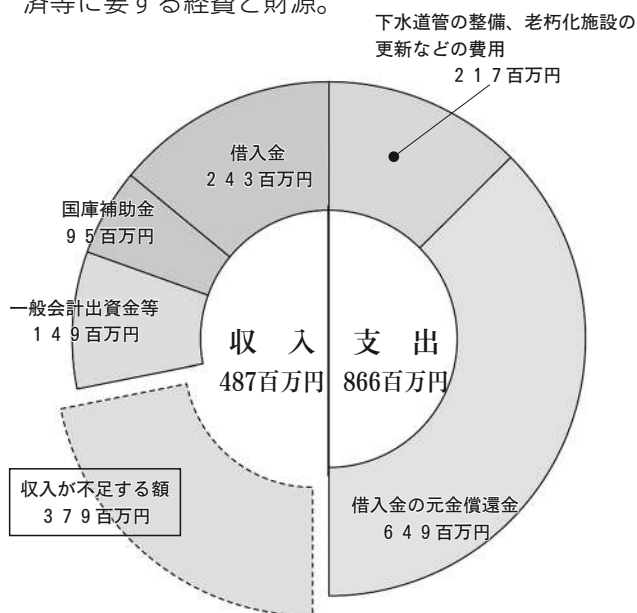 済等に要する経費と財源。
下水道管の整備、老朽化施設の
更新などの費用
217百万円
借入金
243百万円
国庫補助金
95百万円
一般会計出資金等
149百万円
収入
487百万円
支出
866百万円
収入が不足する額
379百万円
借入金の元金償還金
649百万円